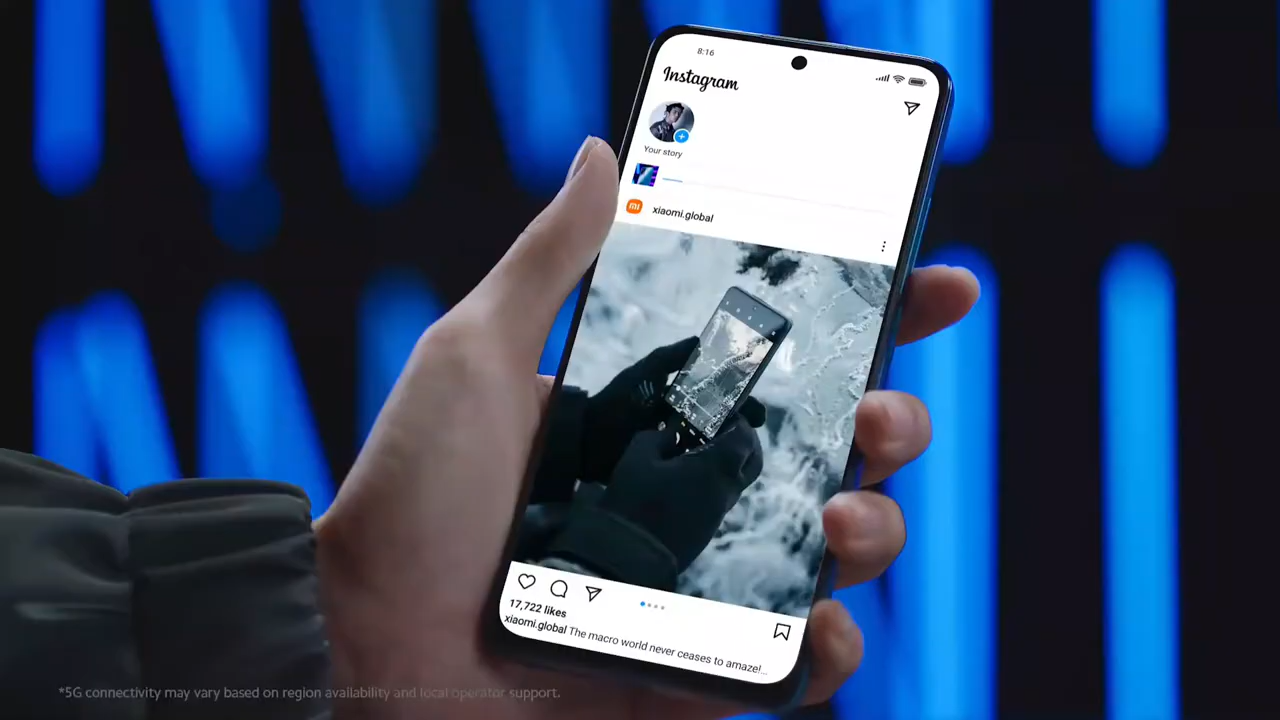 8:16
Instagram
Your story
mi
xiaomi.global
17,722 likes
xiaomi.global The macro world never ceases to amaze!...
*5G connectivity may vary based on region availability and local operator support.